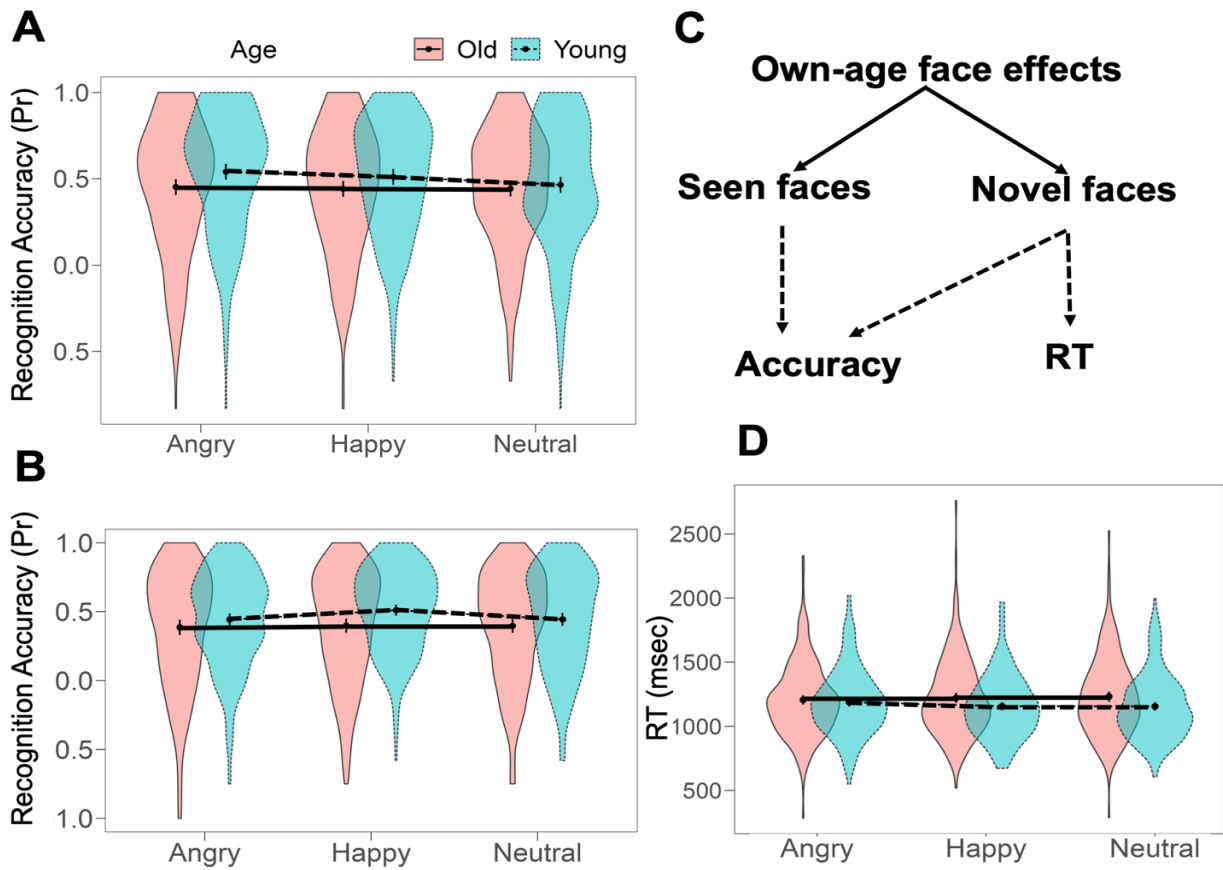 A
Age
Old
Young
Recognition Accuracy (Pr)
1.0
0.5
0.0
0.5
Angry
Happy
Neutral
B
Recognition Accuracy (Pr)
1.0
0.5
0.0
0.5
1.0
Angry
Happy
Neutral
C
Own-age face effects
Seen faces
Novel faces
Accuracy
RT
D
RT (msec)
2500
2000
1500
1000
500
Angry
Happy
Neutral